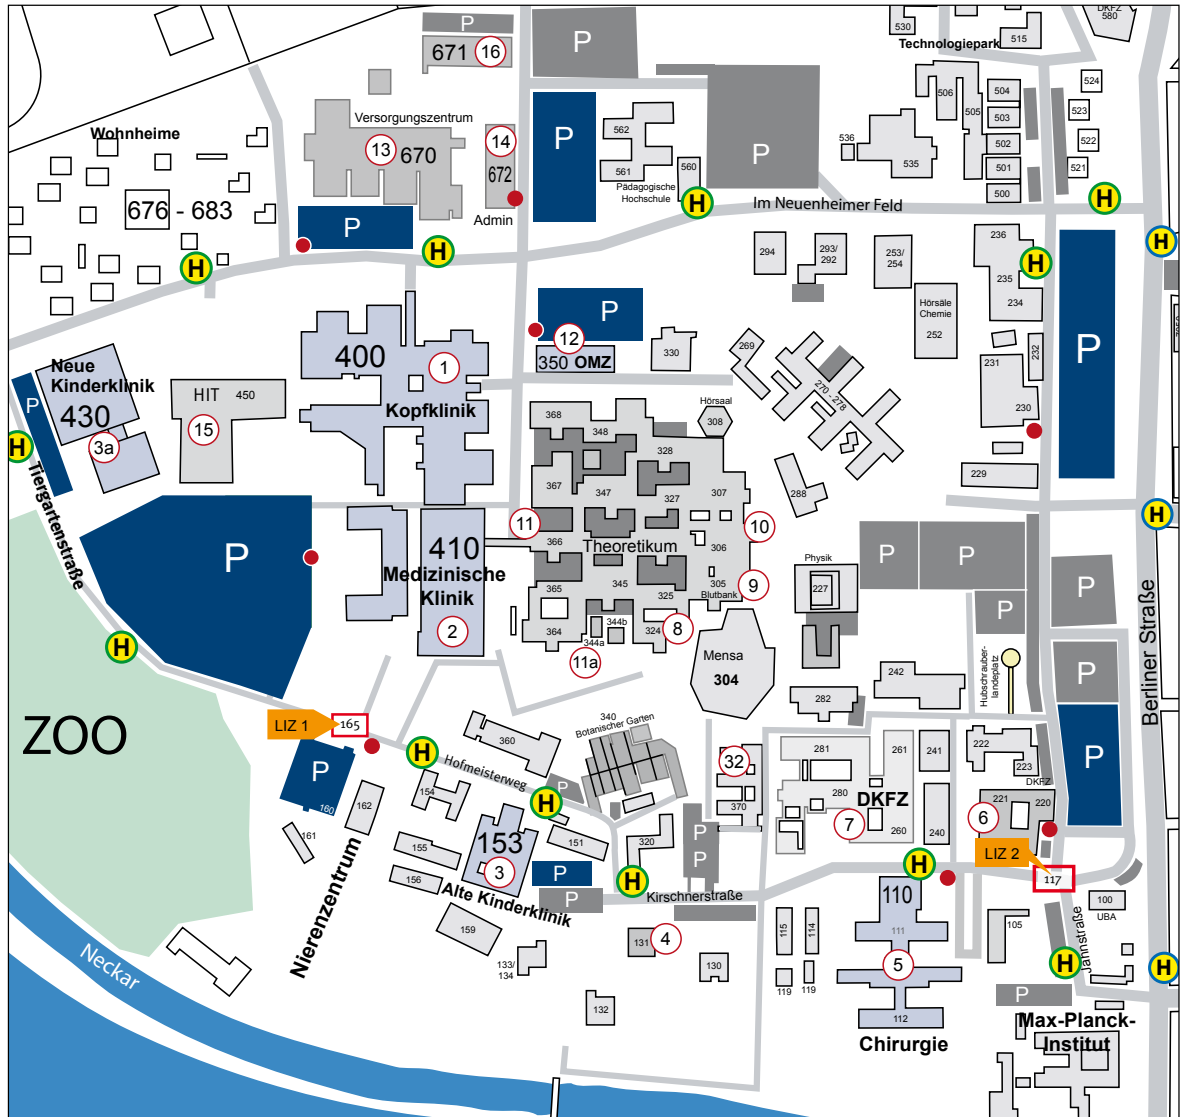 P
671
16
P
530
Technologiepark
515
DKFZ
580
Wohnheime
Versorgungszentrum
13
670
14
672
Admin
P
562
561
560
Pädagogische
Hochschule
P
536
535
506
505
504
503
502
501
500
524
523
522
521
676 - 683
P
H
H
H
Im Neuenheimer Feld
H
H
H
294
293/
292
253/
254
Hörsäle
Chemie
252
236
235
234
P
12
350 OMZ
330
269
270 - 278
231
232
230
229
P
Neue
Kinderklinik
430
3a
P
H
HIT
450
15
400
1
Kopfklinik
Hörsaal
308
368
348
328
367
347
327
307
288
11
366
Theoretikum
306
10
365
345
325
305
Blutbank
9
364
344a
344b
324
8
11a
Tiergartenstraße
P
410
Medizinische
Klinik
2
Physik
227
P
P
P
P
H
Berliner Straße
H
ZOO
Mensa
304
282
242
Hubschrauber-
landeplatz
P
P
LIZ 1
165
P
160
161
162
H
Hofmeisterweg
360
340
Botanischer Garten
P
H
154
155
156
153
3
151
P
P
Alte Kinderklinik
159
Nierenzentrum
320
P
P
32
370
281
280
261
DKFZ
260
7
241
240
222
223
DKFZ
221
220
6
LIZ 2
117
H
Kirschnerstraße
H
110
111
5
112
Chirurgie
115
114
119
119
131
4
130
132
133/
134
105
100
UBA
Jahnstraße
H
H
P
Max-Planck-
Institut
Neckar